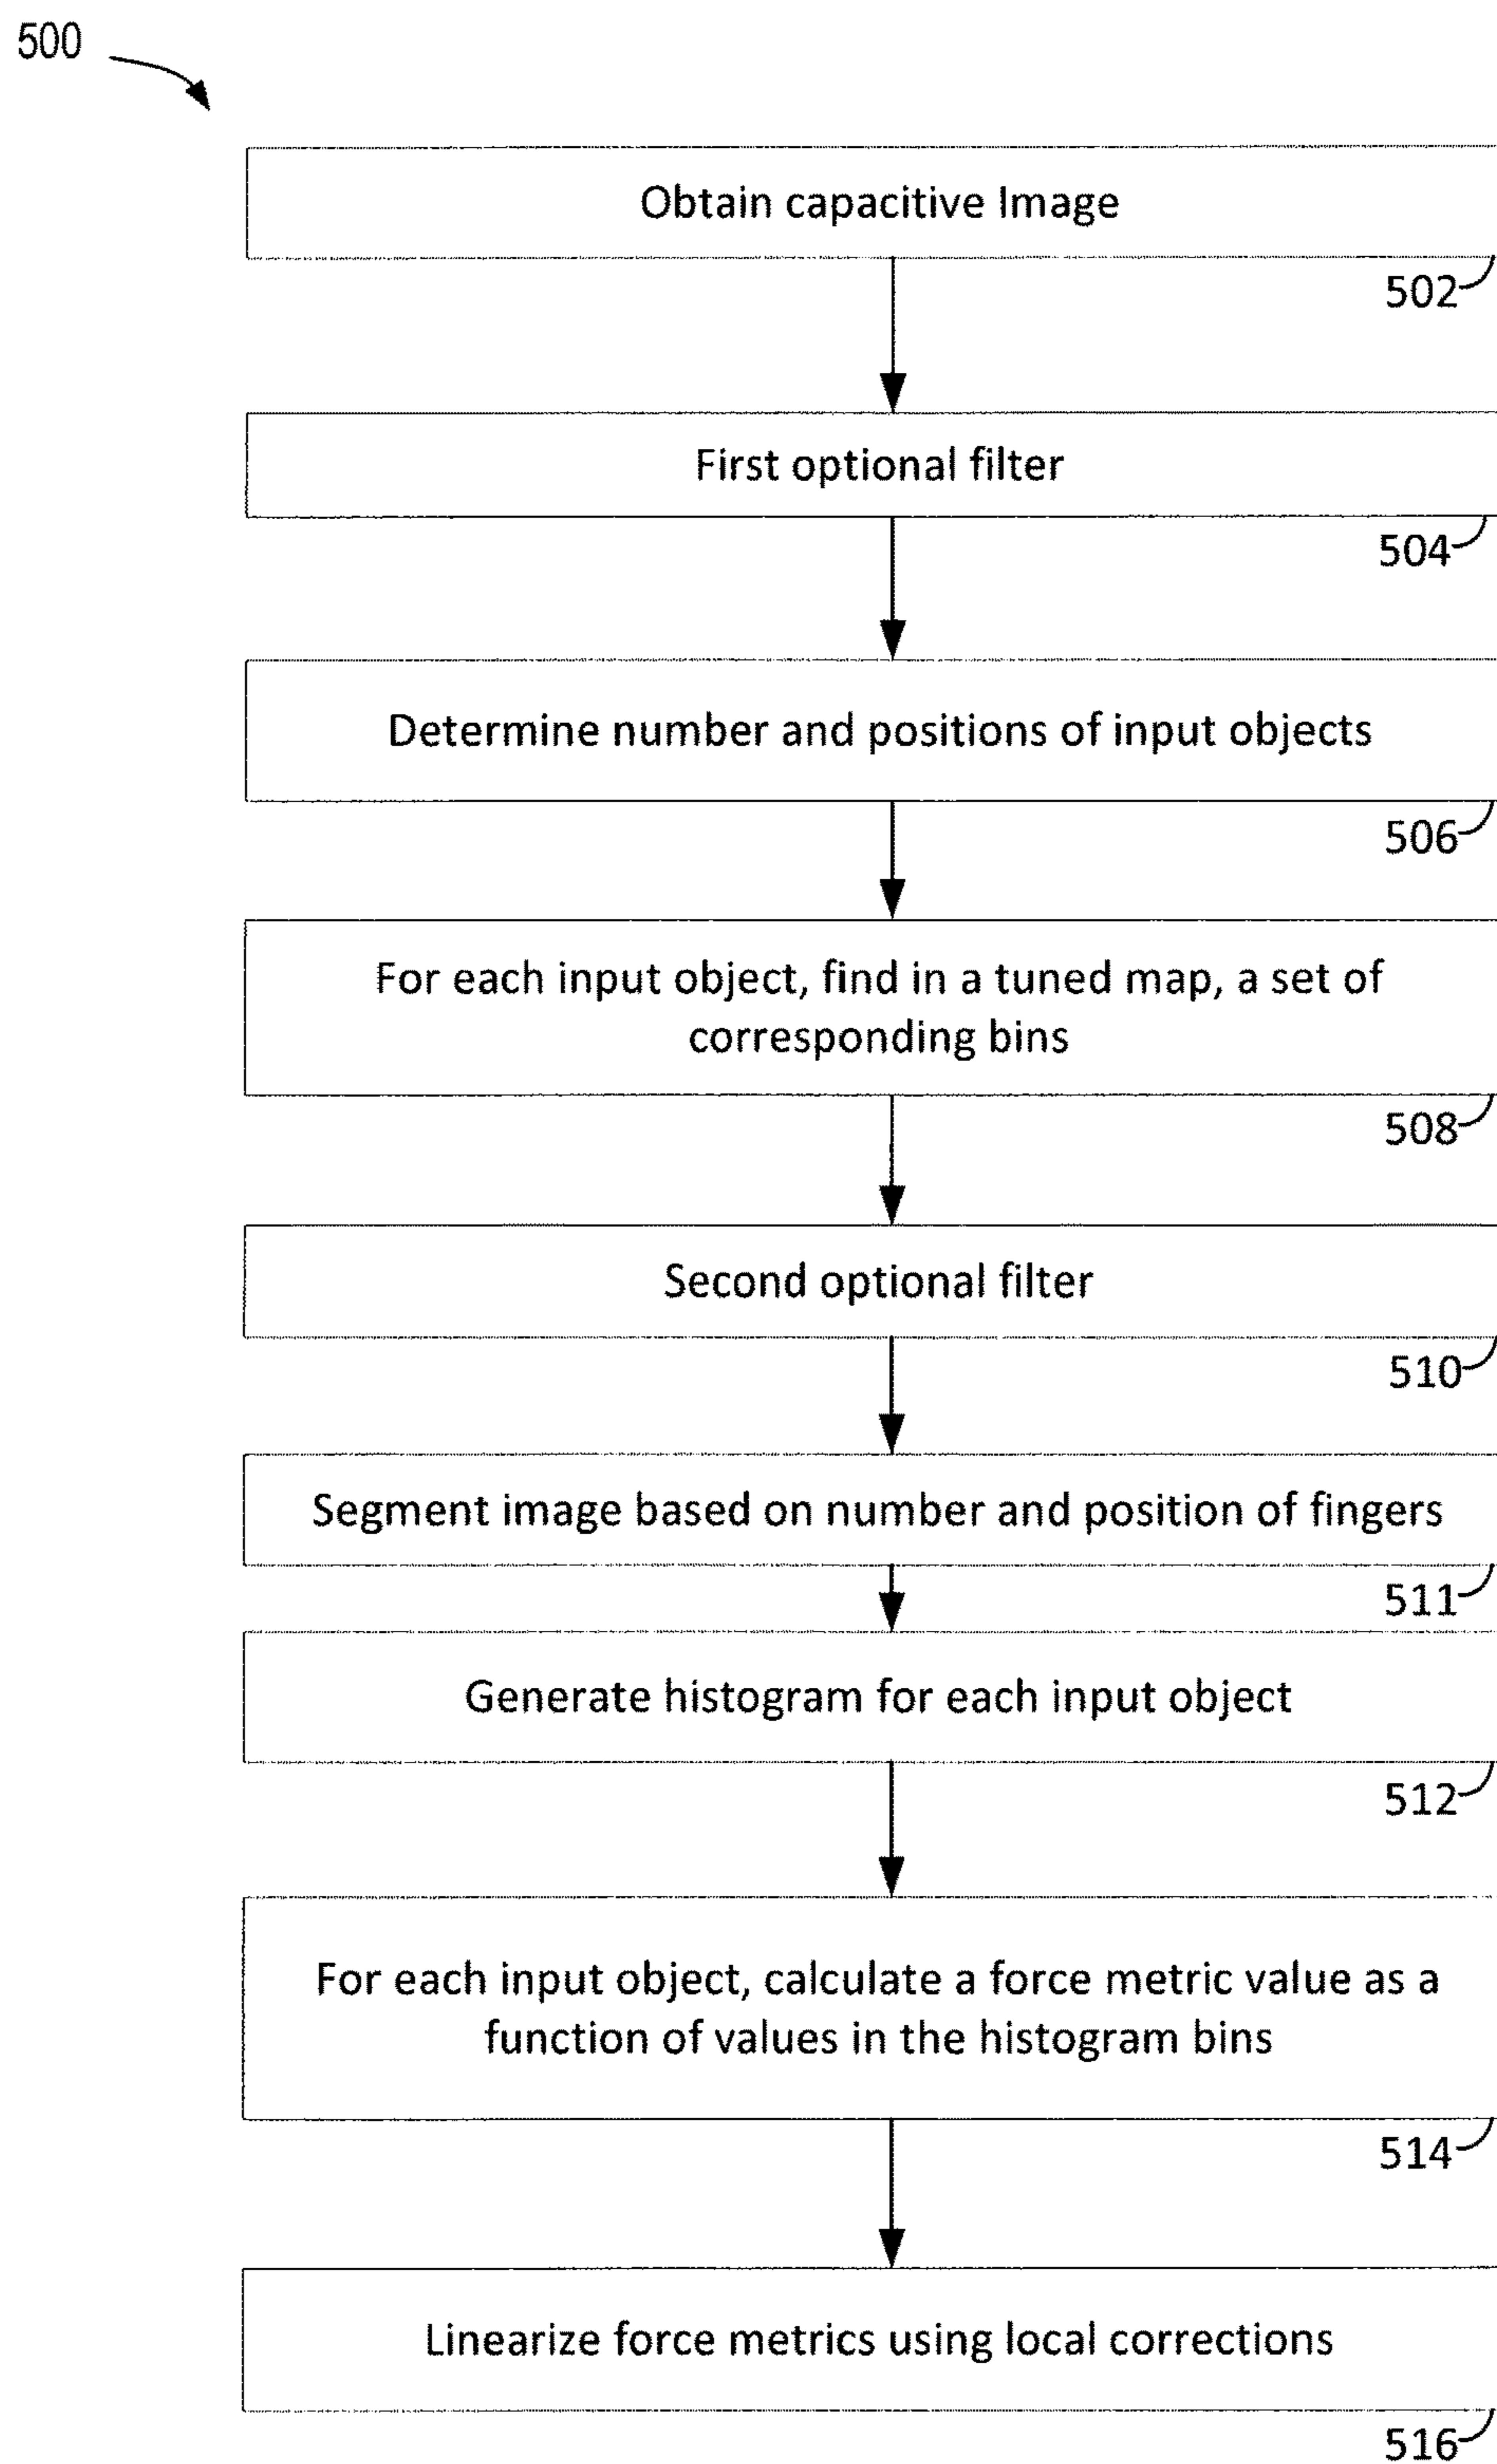 500
Obtain capacitive Image
502
First optional filter
504
Determine number and positions of input objects
506
For each input object, find in a tuned map, a set of
corresponding bins
508
Second optional filter
510
Segment image based on number and position of fingers
511
Generate histogram for each input object
512
For each input object, calculate a force metric value as a
function of values in the histogram bins
514
Linearize force metrics using local corrections
516